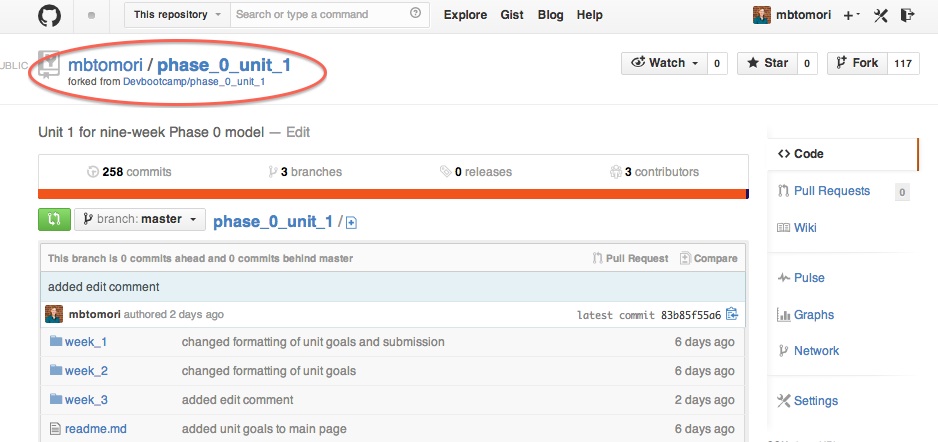 This repository Search or type a command Explore Gist Blog Help mbtomori
PUBLIC mbtomori / phase_0_unit_1 Watch 0 Star 0 Fork 117
forked from Devbootcamp/phase_0_unit_1
Unit 1 for nine-week Phase 0 model — Edit
Code
258 commits 3 branches 0 releases 3 contributors
Pull Requests 0
branch: master phase_0_unit_1 /
Wiki
This branch is 0 commits ahead and 0 commits behind master Pull Request Compare
added edit comment
Pulse
mbtomori authored 2 days ago latest commit 83b85f55a6
Graphs
week_1 changed formatting of unit goals and submission 6 days ago
Network
week_2 changed formatting of unit goals 6 days ago
week_3 added edit comment 2 days ago
Settings
readme.md added unit goals to main page 6 days ago